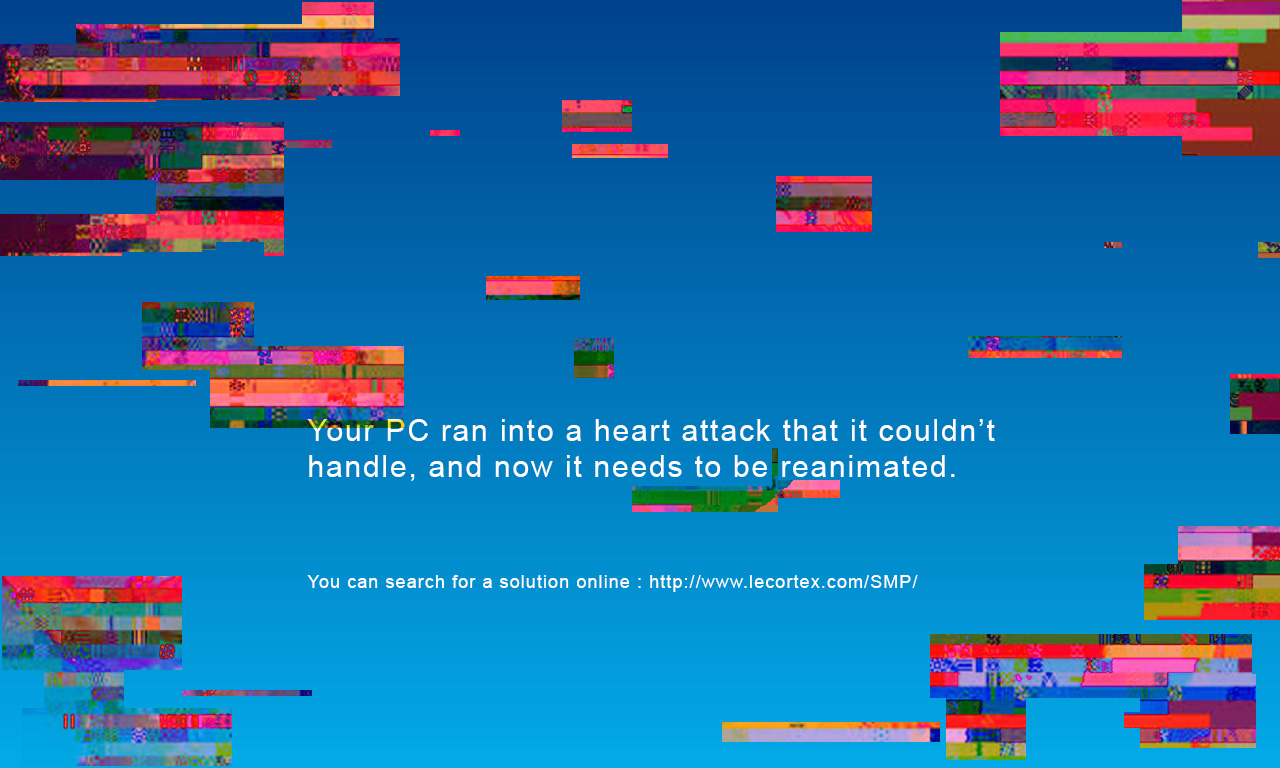 Your PC ran into a heart attack that it couldn’t
handle, and now it needs to be reanimated.
You can search for a solution online : http://www.lecortex.com/SMP/